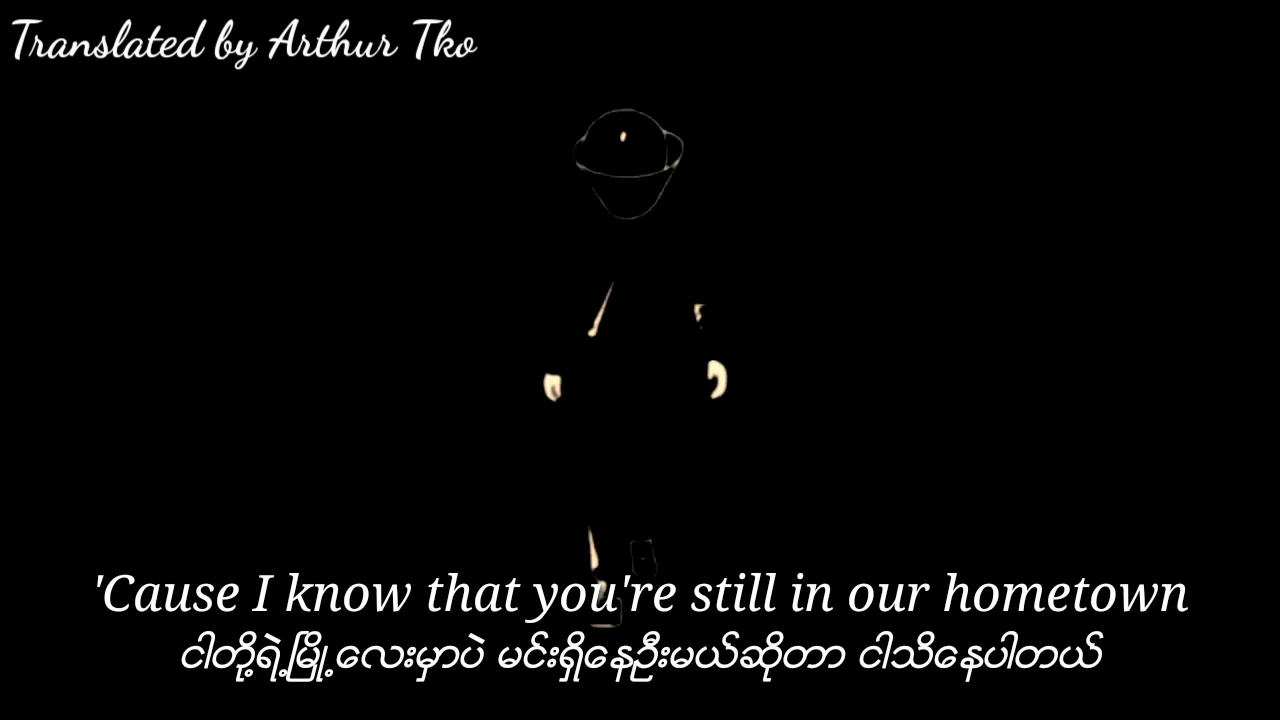 Translated by Arthur Tko
'Cause I know that you're still in our hometown
ငါတို့ရဲ့မြို့လေးမှာပဲ မင်းရှိနေဦးမယ်ဆိုတာ ငါသိနေပါတယ်